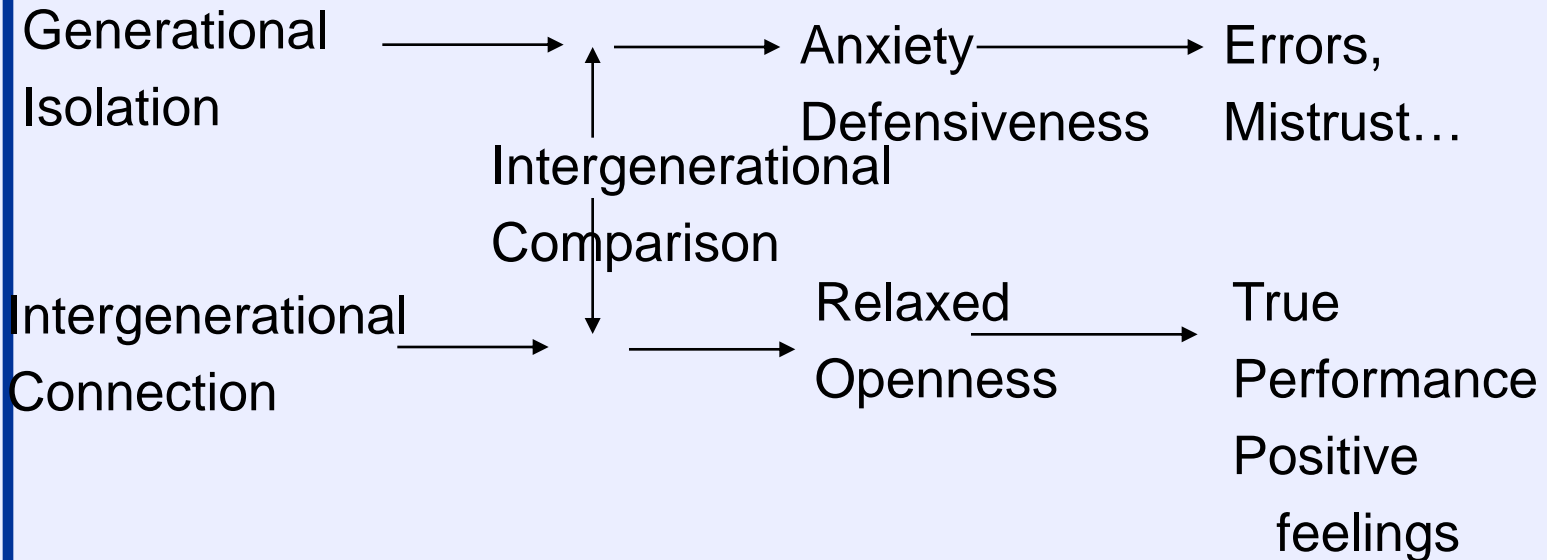 Generational
Isolation
Anxiety
Defensiveness
Errors,
Mistrust…
Intergenerational
Comparison
Intergenerational
Connection
Relaxed
Openness
True
Performance
Positive
feelings